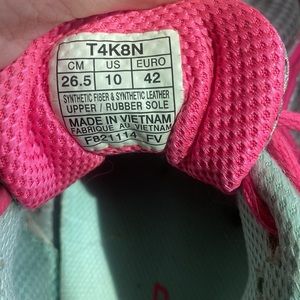 T4K8N
CM US EURO
26.5 10 42
SYNTHETIC FIBER & SYNTHETIC LEATHER
UPPER / RUBBER SOLE
MADE IN VIETNAM
FABRIQUE AU VIETNAM
FB21114 FV